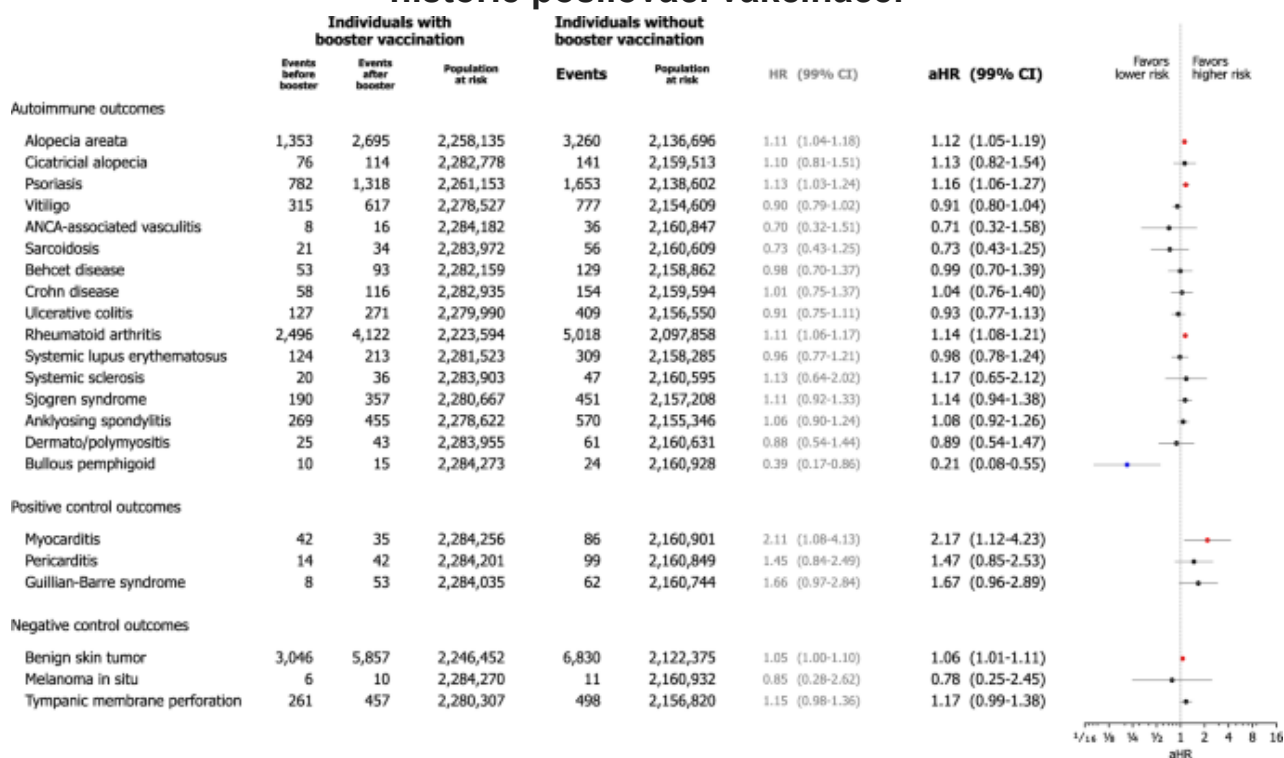 historie posilovací vakcinace.
Individuals with booster vaccination Individuals without booster vaccination
Events before booster Events after booster Population at risk Events Population at risk HR (99% CI) aHR (99% CI) Favors lower risk Favors higher risk
Autoimmune outcomes
Alopecia areata 1,353 2,695 2,258,135 3,260 2,136,696 1.11 (1.04-1.18) 1.12 (1.05-1.19)
Cicatricial alopecia 76 114 2,282,778 141 2,159,513 1.10 (0.81-1.51) 1.13 (0.82-1.54)
Psoriasis 782 1,318 2,261,153 1,653 2,138,602 1.13 (1.03-1.24) 1.16 (1.06-1.27)
Vitiligo 315 617 2,278,527 777 2,154,609 0.90 (0.79-1.02) 0.91 (0.80-1.04)
ANCA-associated vasculitis 8 16 2,284,182 36 2,160,847 0.70 (0.32-1.51) 0.71 (0.32-1.58)
Sarcoidosis 21 34 2,283,972 56 2,160,609 0.73 (0.43-1.25) 0.73 (0.43-1.25)
Behcet disease 53 93 2,282,159 129 2,158,862 0.98 (0.70-1.37) 0.99 (0.70-1.39)
Crohn disease 58 116 2,282,935 154 2,159,594 1.01 (0.75-1.37) 1.04 (0.76-1.40)
Ulcerative colitis 127 271 2,279,990 409 2,156,550 0.91 (0.75-1.11) 0.93 (0.77-1.13)
Rheumatoid arthritis 2,496 4,122 2,223,594 5,018 2,097,858 1.11 (1.06-1.17) 1.14 (1.08-1.21)
Systemic lupus erythematosus 124 213 2,281,523 309 2,158,285 0.96 (0.77-1.21) 0.98 (0.78-1.24)
Systemic sclerosis 20 36 2,283,903 47 2,160,595 1.13 (0.64-2.02) 1.17 (0.65-2.12)
Sjogren syndrome 190 357 2,280,667 451 2,157,208 1.11 (0.92-1.33) 1.14 (0.94-1.38)
Anklyosing spondylitis 269 455 2,278,622 570 2,155,346 1.06 (0.90-1.24) 1.08 (0.92-1.26)
Dermato/polymyositis 25 43 2,283,955 61 2,160,631 0.88 (0.54-1.44) 0.89 (0.54-1.47)
Bullous pemphigoid 10 15 2,284,273 24 2,160,928 0.39 (0.17-0.86) 0.21 (0.08-0.55)
Positive control outcomes
Myocarditis 42 35 2,284,256 86 2,160,901 2.11 (1.08-4.13) 2.17 (1.12-4.23)
Pericarditis 14 42 2,284,201 99 2,160,849 1.45 (0.84-2.49) 1.47 (0.85-2.53)
Guillian-Barre syndrome 8 53 2,284,035 62 2,160,744 1.66 (0.97-2.84) 1.67 (0.96-2.89)
Negative control outcomes
Benign skin tumor 3,046 5,857 2,246,452 6,830 2,122,375 1.05 (1.00-1.10) 1.06 (1.01-1.11)
Melanoma in situ 6 10 2,284,270 11 2,160,932 0.85 (0.28-2.62) 0.78 (0.25-2.45)
Tympanic membrane perforation 261 457 2,280,307 498 2,156,820 1.15 (0.98-1.36) 1.17 (0.99-1.38)
1/16 ⅛ ¼ ½ 1 2 4 8 16
aHR